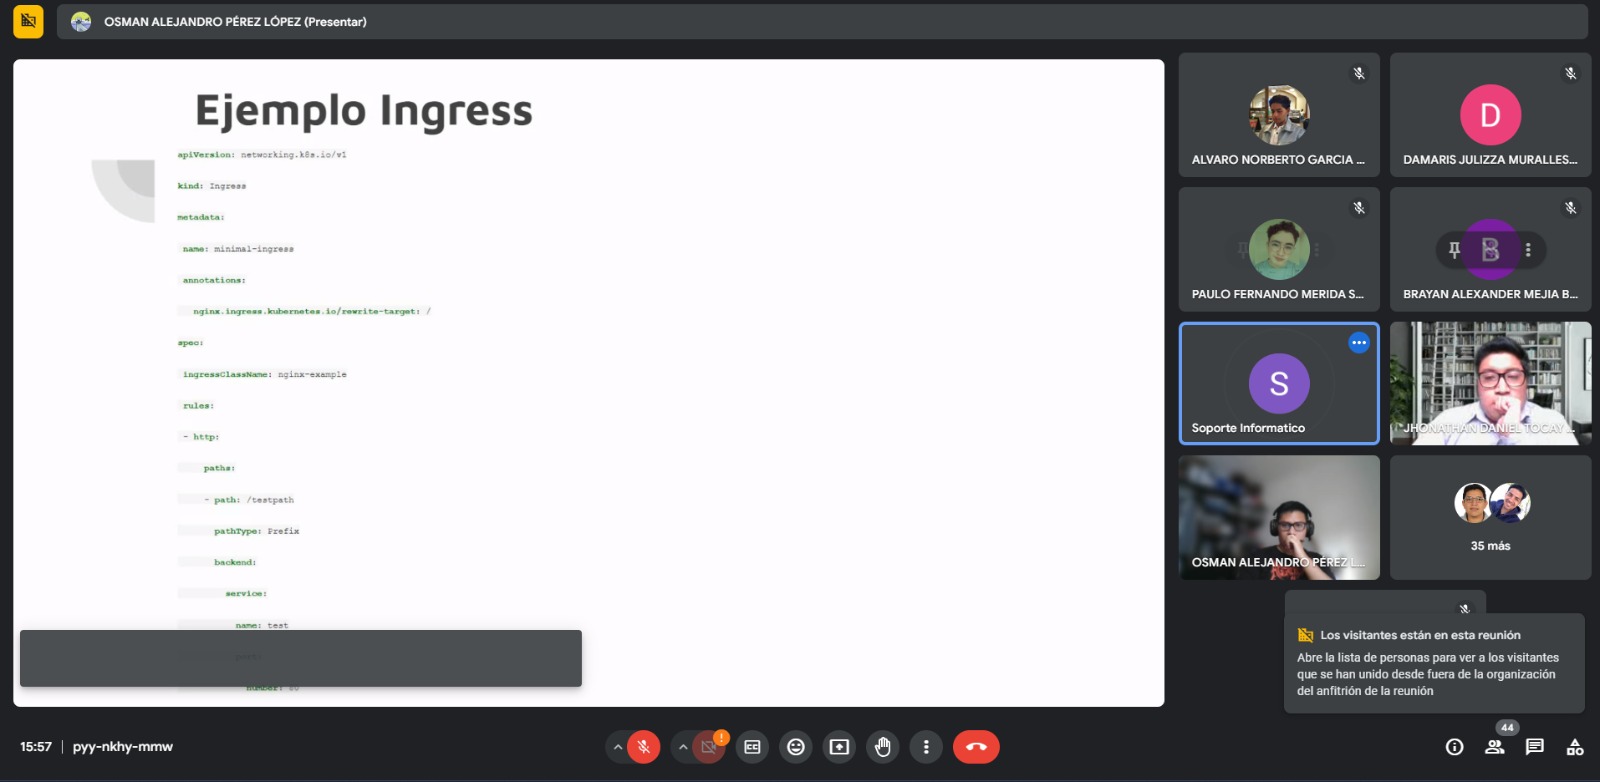 OSMAN ALEJANDRO PÉREZ LÓPEZ (Presentar)
Ejemplo Ingress
apiVersion: networking.k8s.io/v1
kind: Ingress
metadata:
name: minimal-ingress
annotations:
nginx.ingress.kubernetes.io/rewrite-target: /
spec:
ingressClassName: nginx-example
rules:
- http:
paths:
- path: /testpath
pathType: Prefix
backend:
service:
name: test
port:
number: 80
ALVARO NORBERTO GARCIA ...
DAMARIS JULIZZA MURALLES...
D
PAULO FERNANDO MERIDA S...
B
BRAYAN ALEXANDER MEJIA B...
S
Soporte Informatico
JHONATHAN DANIEL TOCAY ...
OSMAN ALEJANDRO PÉREZ L...
35 más
Los visitantes están en esta reunión
Abre la lista de personas para ver a los visitantes
que se han unido desde fuera de la organización
del anfitrión de la reunión
15:57 | pyy-nkhy-mmw
44